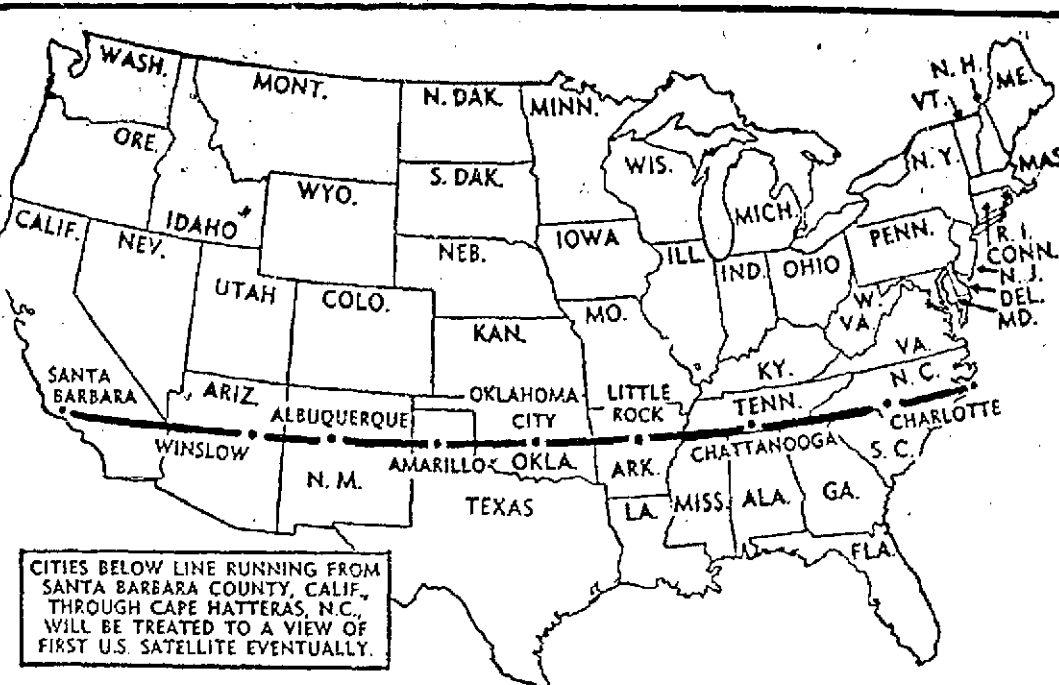 WASH.
MONT.
N. DAK.
MINN.
N. H.
ME.
VT.
ORE.
WIS.
N. Y.
MAS
S. DAK.
WYO.
IDAHO
MICH.
CALIF.
NEV.
IOWA
PENN.
R. I.
CONN.
NEB.
ILL.
IND.
OHIO
N. J.
UTAH
COLO.
W.
VA.
DEL.
MO.
MD.
KAN.
VA.
KY.
SANTA
BARBARA
N. C.
ARIZ.
OKLAHOMA
CITY
LITTLE
ROCK
TENN.
ALBUQUERQUE
CHARLOTTE
WINSLOW
CHATTANOOGA
S. C.
AMARILLO
OKLA.
ARK.
N. M.
TEXAS
MISS.
ALA.
GA.
LA.
FLA.
CITIES BELOW LINE RUNNING FROM
SANTA BARBARA COUNTY, CALIF.,
THROUGH CAPE HATTERAS, N.C.,
WILL BE TREATED TO A VIEW OF
FIRST U.S. SATELLITE EVENTUALLY.